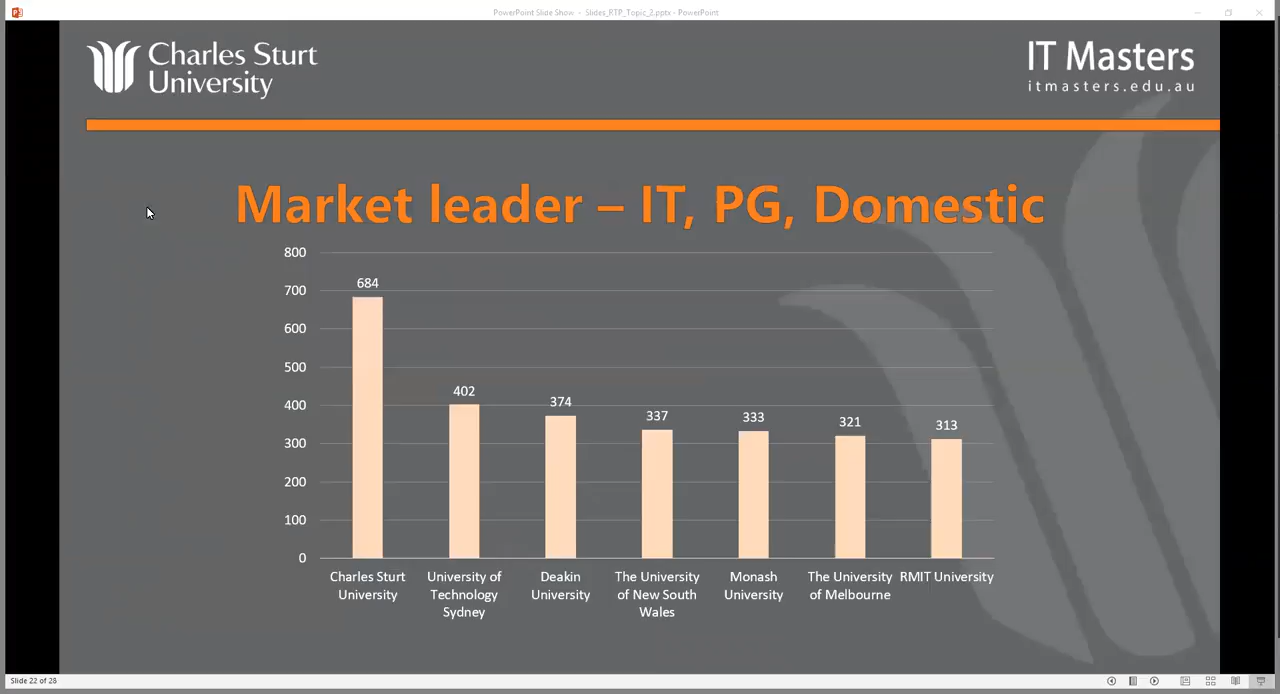 PowerPoint Slide Show - Slides_RTP_Topic_2.pptx - PowerPoint
Charles Sturt
University
IT Masters
itmasters.edu.au
Market leader – IT, PG, Domestic
800
700
600
500
400
300
200
100
0
684
402
374
337
333
321
313
Charles Sturt
University
University of
Technology
Sydney
Deakin
University
The University
of New South
Wales
Monash
University
The University
of Melbourne
RMIT University
Slide 22 of 28